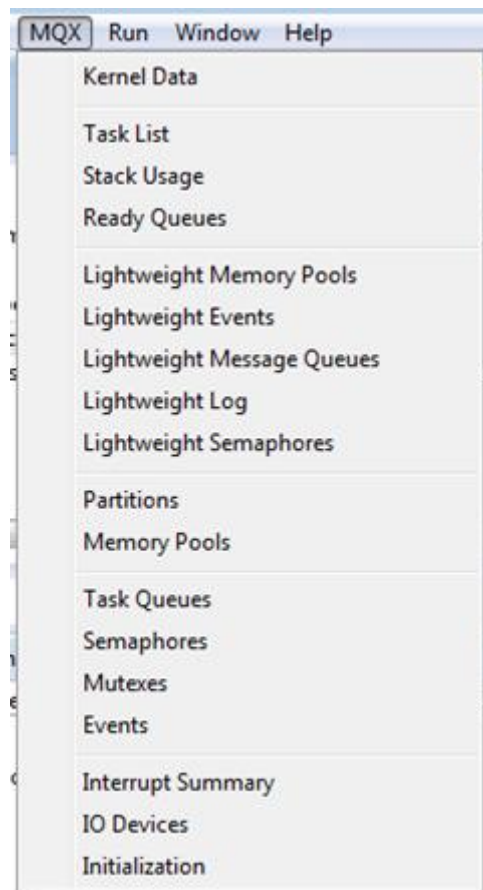 MQX Run Window Help
Kernel Data
Task List
Stack Usage
Ready Queues
Lightweight Memory Pools
Lightweight Events
Lightweight Message Queues
Lightweight Log
Lightweight Semaphores
Partitions
Memory Pools
Task Queues
Semaphores
Mutexes
Events
Interrupt Summary
IO Devices
Initialization